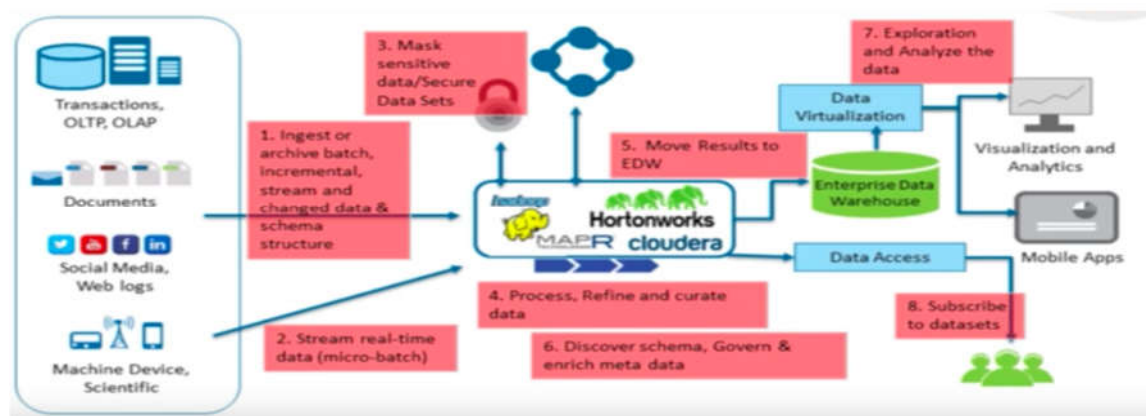 Transactions,
OLTP, OLAP
Documents
Social Media,
Web logs
Machine Device,
Scientific
1. Ingest or
archive batch,
incremental,
stream and
changed data &
schema
structure
2. Stream real-time
data (micro-batch)
3. Mask
sensitive
data/Secure
Data Sets
hadoop
Hortonworks
MAPR
cloudera
4. Process, Refine and curate
data
5. Move Results to
EDW
6. Discover schema, Govern &
enrich meta data
7. Exploration
and Analyze the
data
Data
Virtualization
Enterprise Data
Warehouse
Data Access
Visualization and
Analytics
Mobile Apps
8. Subscribe
to datasets